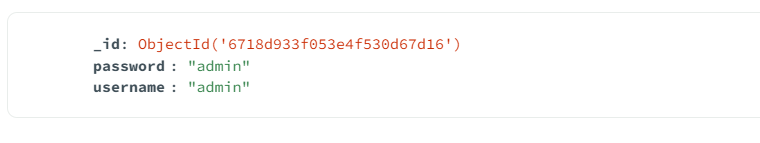 _id: ObjectId('6718d933f053e4f530d67d16')
password : "admin"
username : "admin"